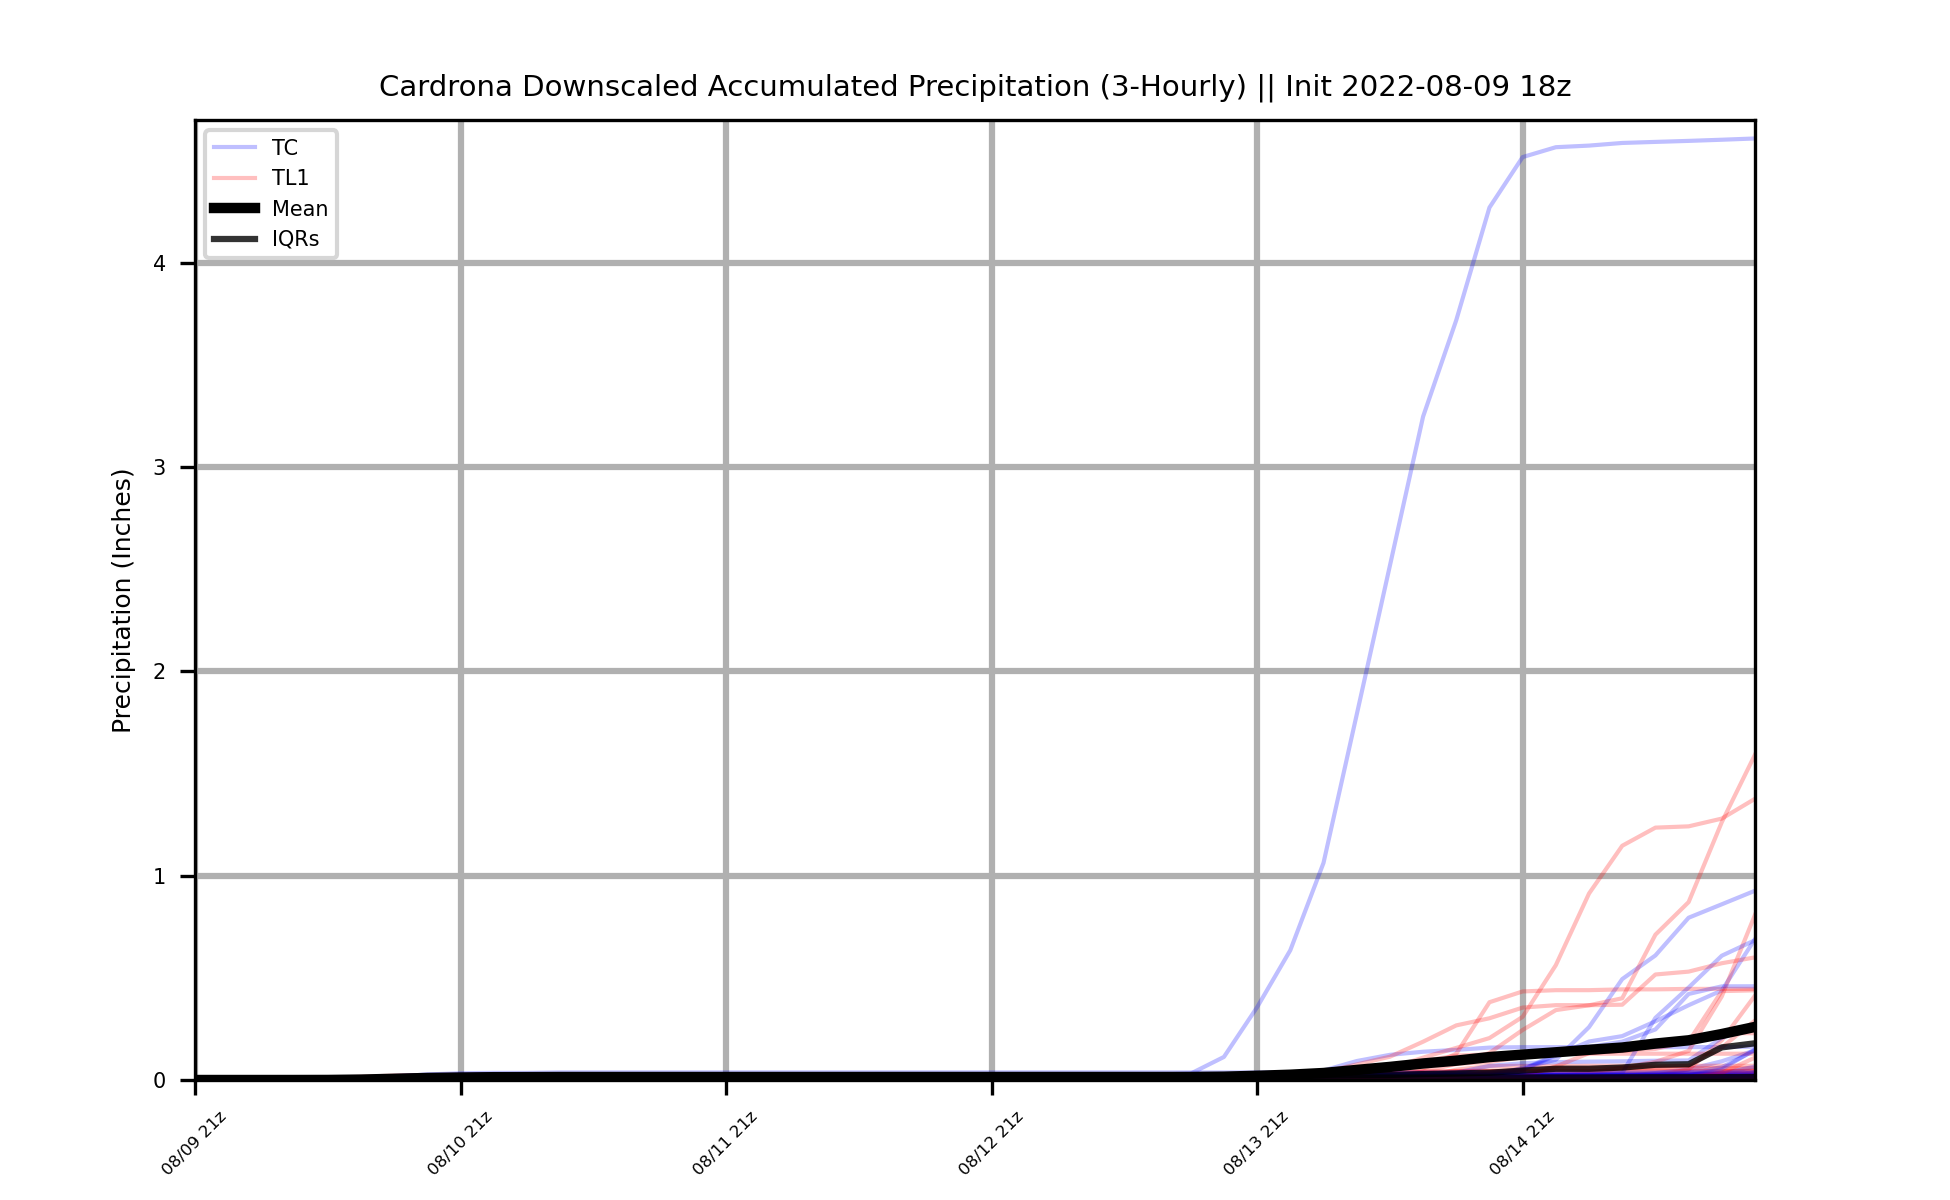 Cardrona Downscaled Accumulated Precipitation (3-Hourly) || Init 2022-08-09 18z
TC
TL1
Mean
IQRs
4
3
2
1
0
Precipitation (Inches)
08/09 21z
08/10 21z
08/11 21z
08/12 21z
08/13 21z
08/14 21z